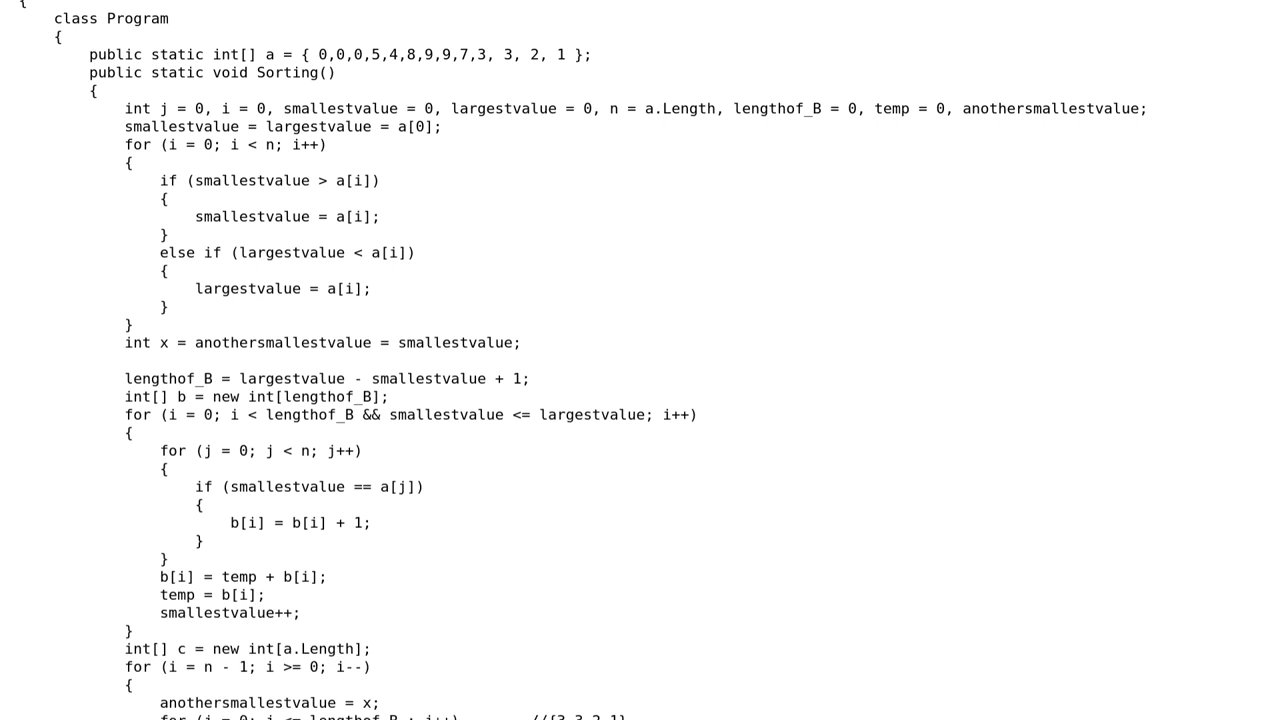 {
class Program
{
public static int[] a = { 0,0,0,5,4,8,9,9,7,3, 3, 2, 1 };
public static void Sorting()
{
int j = 0, i = 0, smallestvalue = 0, largestvalue = 0, n = a.Length, lengthof_B = 0, temp = 0, anothersmallestvalue;
smallestvalue = largestvalue = a[0];
for (i = 0; i < n; i++)
{
if (smallestvalue > a[i])
{
smallestvalue = a[i];
}
else if (largestvalue < a[i])
{
largestvalue = a[i];
}
}
int x = anothersmallestvalue = smallestvalue;
lengthof_B = largestvalue - smallestvalue + 1;
int[] b = new int[lengthof_B];
for (i = 0; i < lengthof_B && smallestvalue <= largestvalue; i++)
{
for (j = 0; j < n; j++)
{
if (smallestvalue == a[j])
{
b[i] = b[i] + 1;
}
}
b[i] = temp + b[i];
temp = b[i];
smallestvalue++;
}
int[] c = new int[a.Length];
for (i = n - 1; i >= 0; i--)
{
anothersmallestvalue = x;